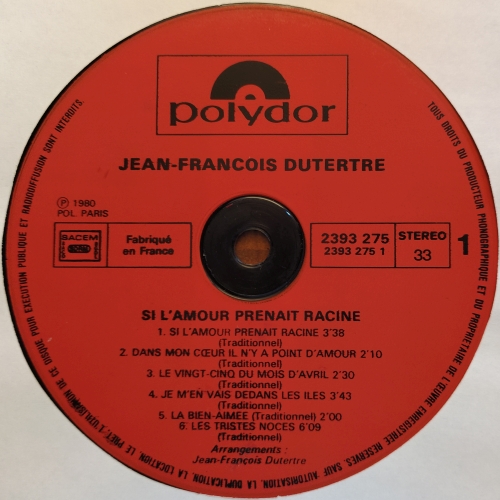 polydor
JEAN-FRANCOIS DUTERTRE
℗ 1980
POL. PARIS
SACEM
Fabriqué
en France
2393 275
2393 275 1
STEREO
33
1
SI L'AMOUR PRENAIT RACINE
1. SI L'AMOUR PRENAIT RACINE 3'38
(Traditionnel)
2. DANS MON CŒUR IL N'Y A POINT D'AMOUR 2'10
(Traditionnel)
3. LE VINGT-CINQ DU MOIS D'AVRIL 2'30
(Traditionnel)
4. JE M'EN VAIS DEDANS LES ILES 3'43
(Traditionnel)
5. LA BIEN-AIMÉE (Traditionnel) 2'00
6. LES TRISTES NOCES 6'09
(Traditionnel)
Arrangements :
Jean-François Dutertre
TOUS DROITS DU PRODUCTEUR PHONOGRAPHIQUE ET DU PROPRIETAIRE DE L'ŒUVRE ENREGISTREE RESERVES. SAUF AUTORISATION, LA DUPLICATION, LA LOCATION, LE PRET, L'UTILISATION DE CE DISQUE POUR EXECUTION PUBLIQUE ET RADIODIFFUSION SONT INTERDITS.